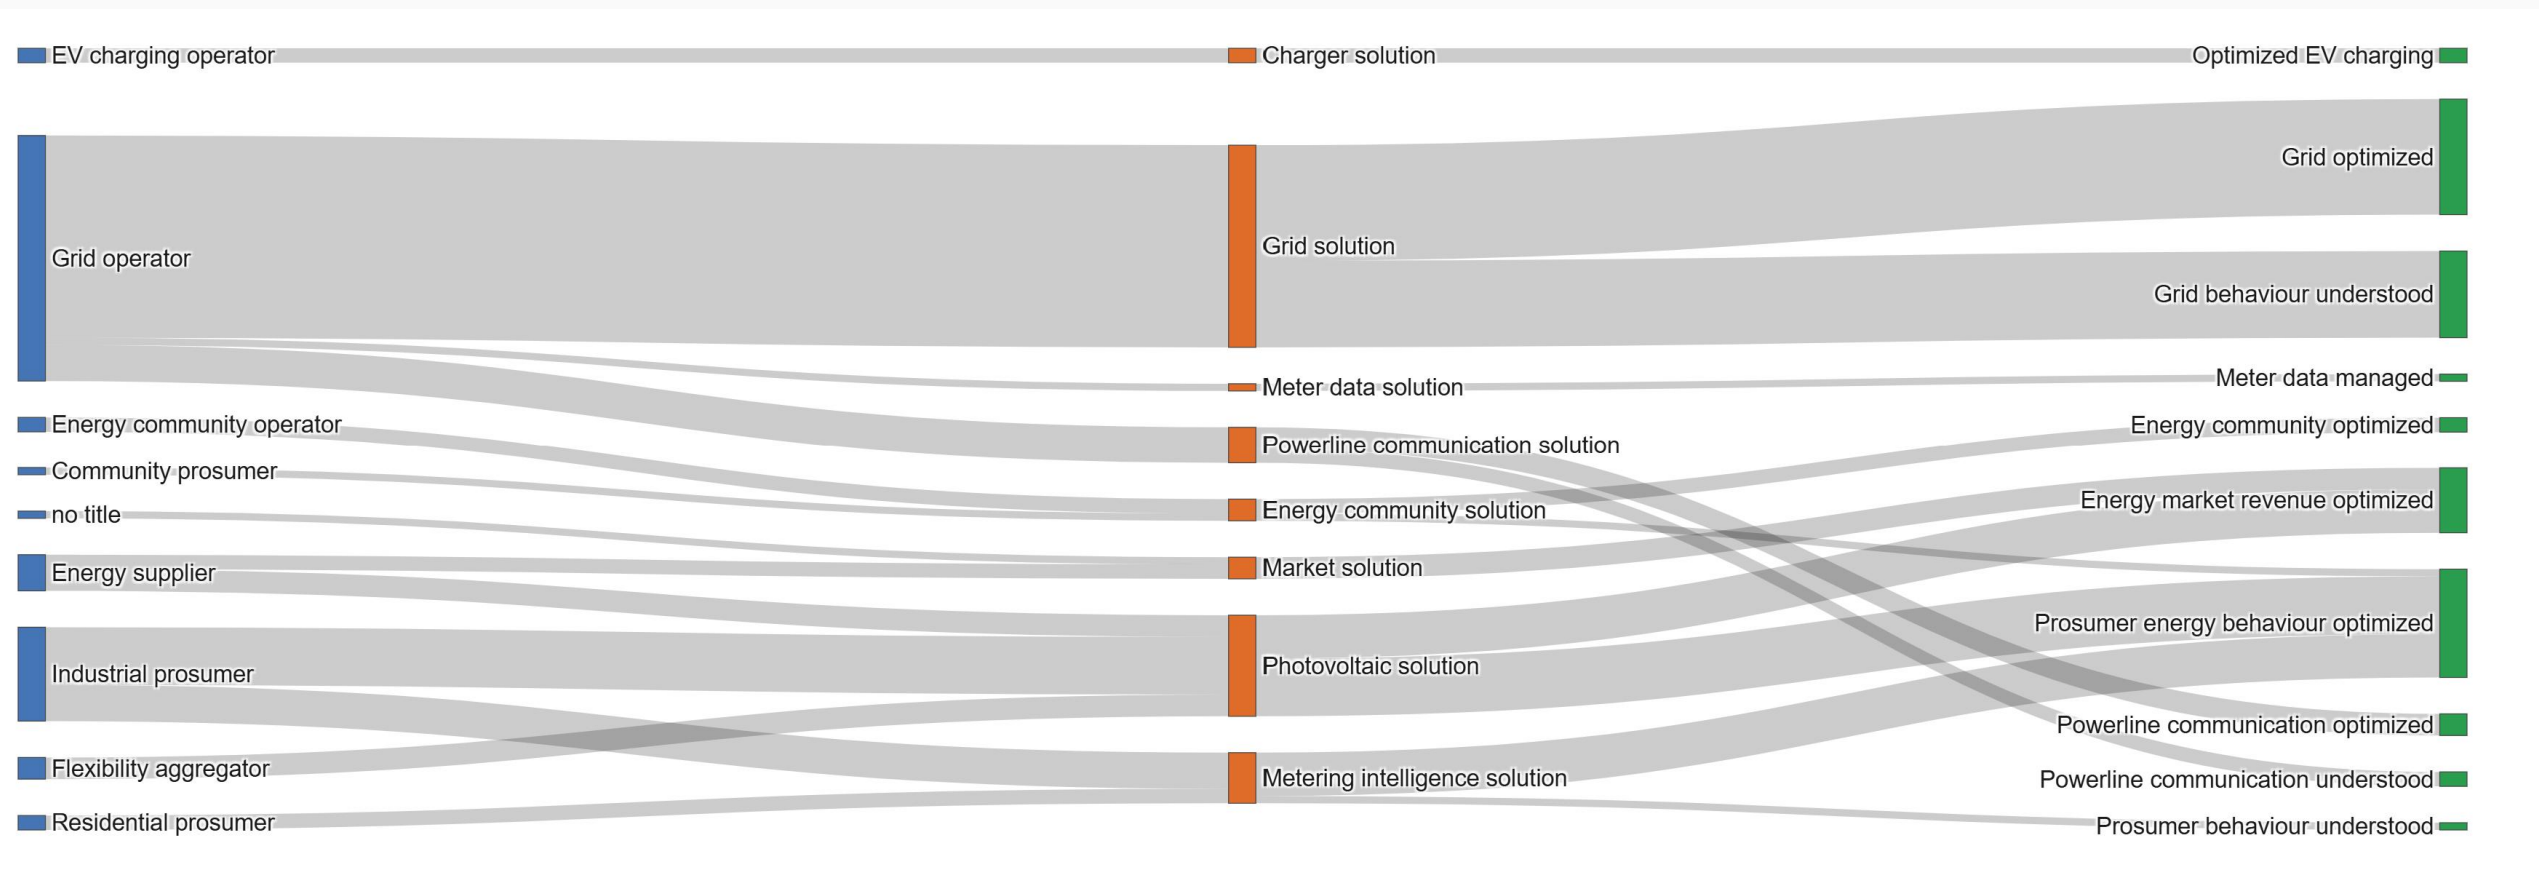 EV charging operator
Charger solution
Optimized EV charging
Grid optimized
Grid operator
Grid solution
Grid behaviour understood
Meter data solution
Meter data managed
Energy community operator
Energy community optimized
Powerline communication solution
Community prosumer
Energy market revenue optimized
no title
Energy community solution
Energy supplier
Market solution
Prosumer energy behaviour optimized
Industrial prosumer
Photovoltaic solution
Powerline communication optimized
Flexibility aggregator
Metering intelligence solution
Powerline communication understood
Residential prosumer
Prosumer behaviour understood